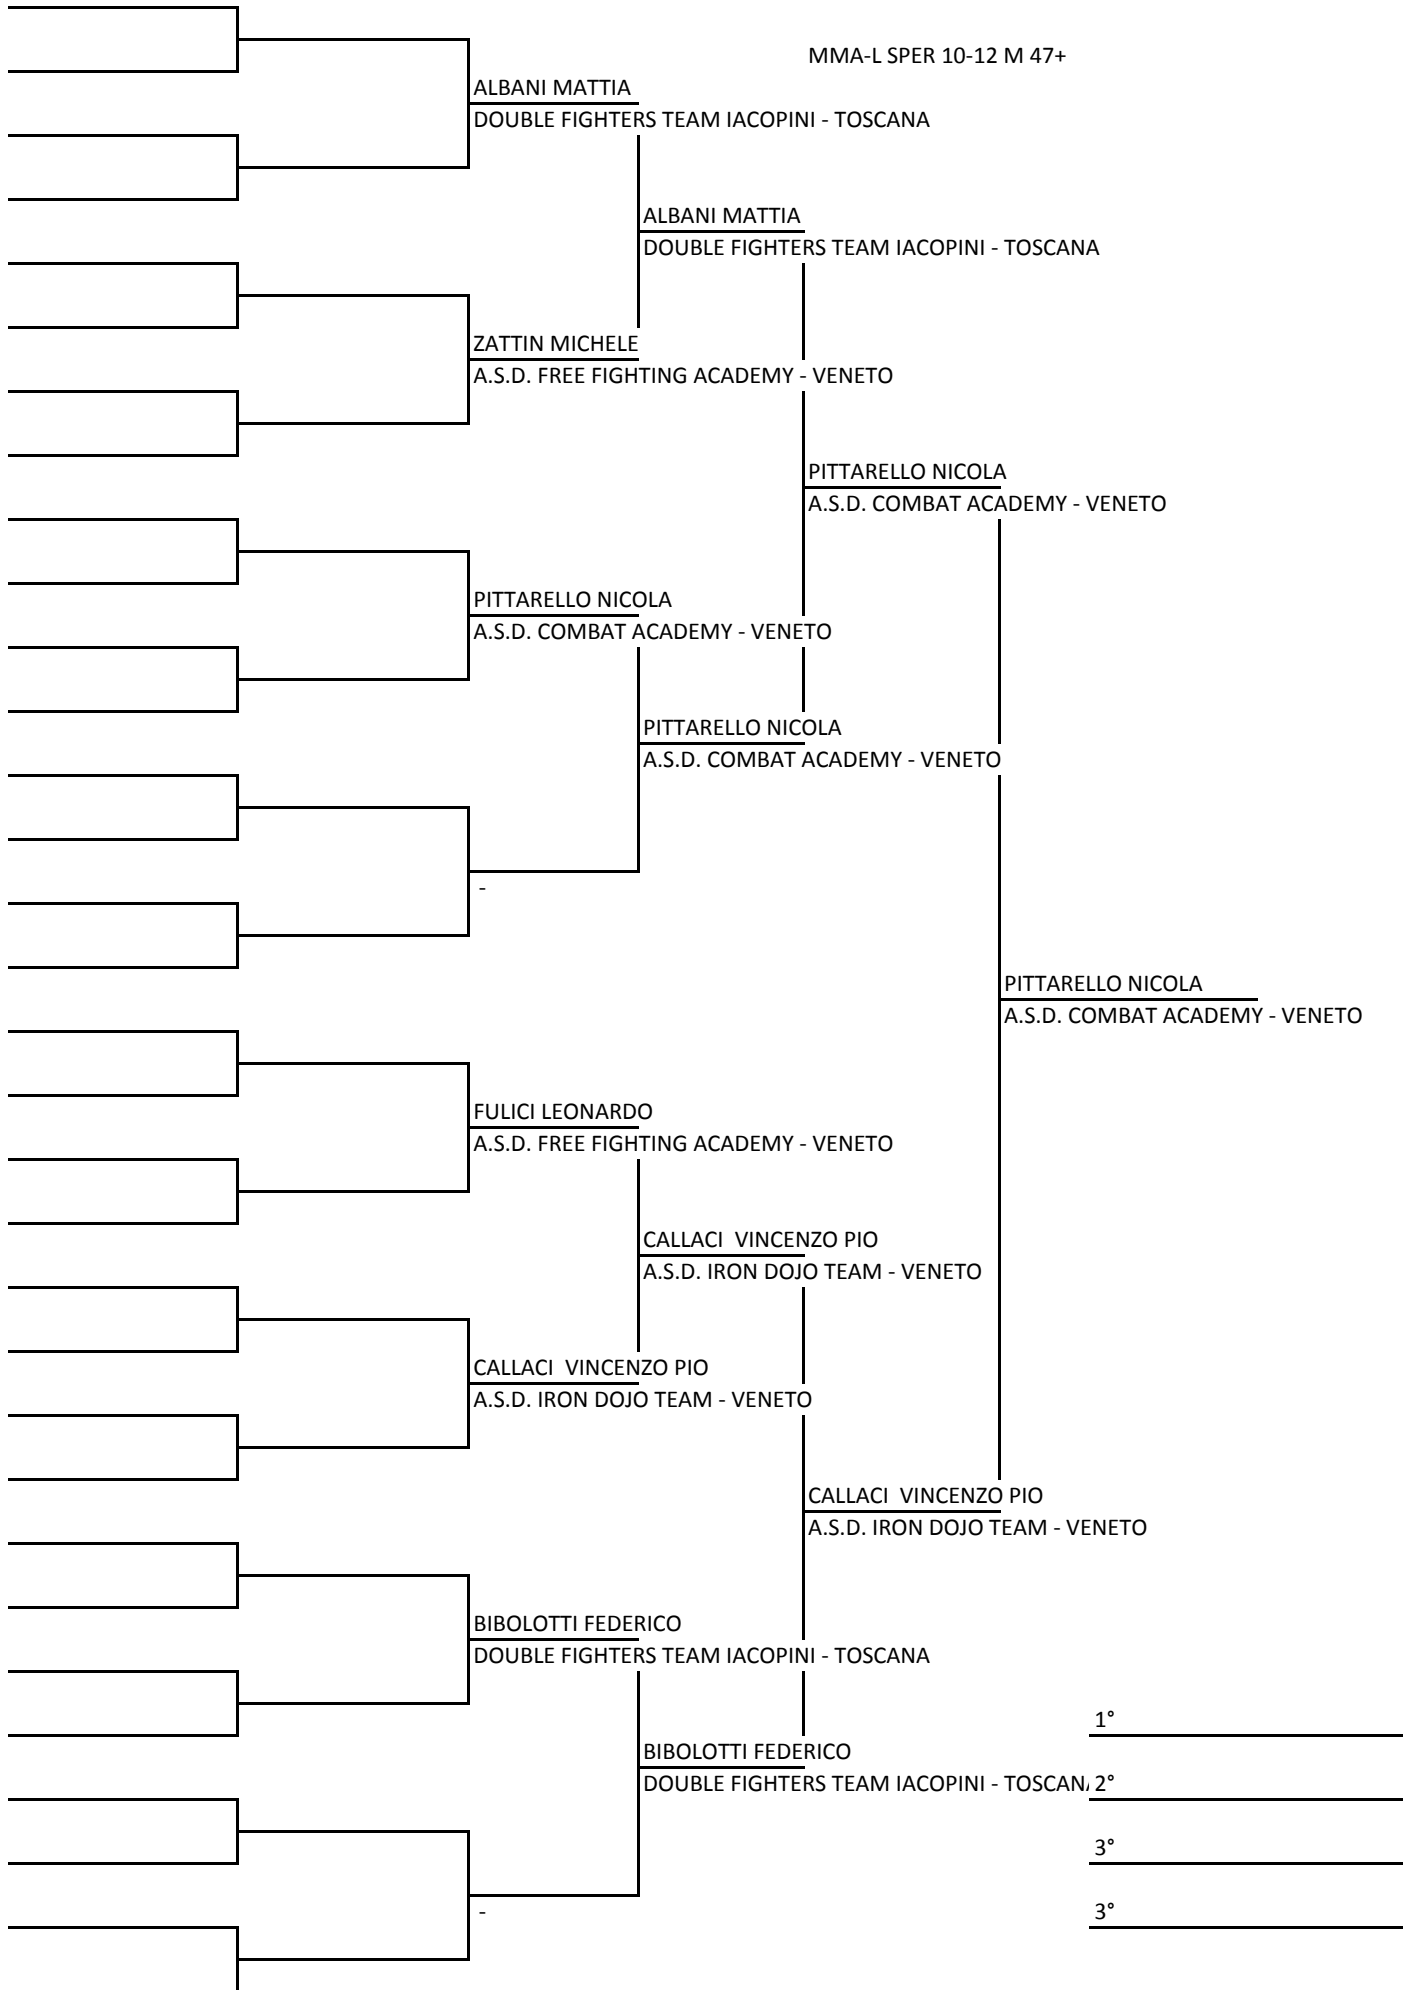 MMA-L SPER 10-12 M 47+
ALBANI MATTIA
DOUBLE FIGHTERS TEAM IACOPINI - TOSCANA
ALBANI MATTIA
DOUBLE FIGHTERS TEAM IACOPINI - TOSCANA
ZATTIN MICHELE
A.S.D. FREE FIGHTING ACADEMY - VENETO
PITTARELLO NICOLA
A.S.D. COMBAT ACADEMY - VENETO
PITTARELLO NICOLA
A.S.D. COMBAT ACADEMY - VENETO
PITTARELLO NICOLA
A.S.D. COMBAT ACADEMY - VENETO
-
PITTARELLO NICOLA
A.S.D. COMBAT ACADEMY - VENETO
FULICI LEONARDO
A.S.D. FREE FIGHTING ACADEMY - VENETO
CALLACI  VINCENZO PIO
A.S.D. IRON DOJO TEAM - VENETO
CALLACI  VINCENZO PIO
A.S.D. IRON DOJO TEAM - VENETO
CALLACI  VINCENZO PIO
A.S.D. IRON DOJO TEAM - VENETO
BIBOLOTTI FEDERICO
DOUBLE FIGHTERS TEAM IACOPINI - TOSCANA
1°
BIBOLOTTI FEDERICO
DOUBLE FIGHTERS TEAM IACOPINI - TOSCANA
2°
3°
-
3°